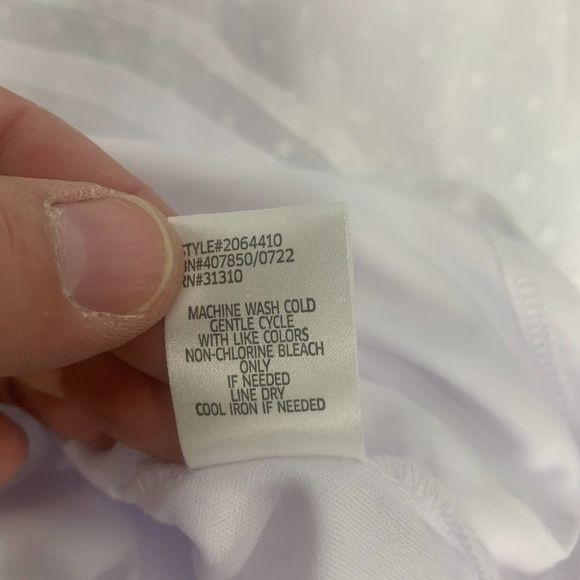 STYLE#2064410
BN#407850/0722
RN#31310
MACHINE WASH COLD
GENTLE CYCLE
WITH LIKE COLORS
NON-CHLORINE BLEACH
ONLY
IF NEEDED
LINE DRY
COOL IRON IF NEEDED